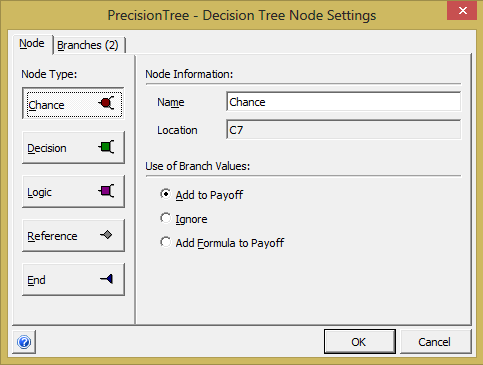 PrecisionTree - Decision Tree Node Settings
Node
Branches (2)
Node Type:
Chance
Decision
Logic
Reference
End
Node Information:
Name
Chance
Location
C7
Use of Branch Values:
Add to Payoff
Ignore
Add Formula to Payoff
OK
Cancel